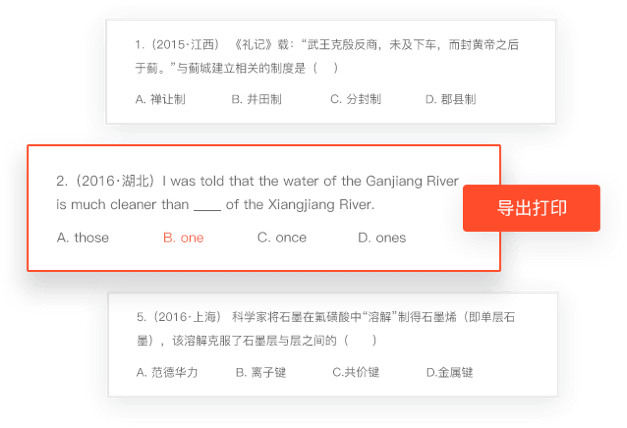 1.（2015·江西） 《礼记》载：“武王克殷反商，未及下车，而封黄帝之后
于蓟。”与蓟城建立相关的制度是（ ）
A. 禅让制 B. 井田制 C. 分封制 D. 郡县制
2.（2016·湖北）I was told that the water of the Ganjiang River
is much cleaner than ____ of the Xiangjiang River.
A. those B. one C. once D. ones
导出打印
5.（2016·上海） 科学家将石墨在氟磺酸中“溶解”制得石墨烯（即单层石
墨），该溶解克服了石墨层与层之间的（ ）
A. 范德华力 B. 离子键 C.共价键 D.金属键